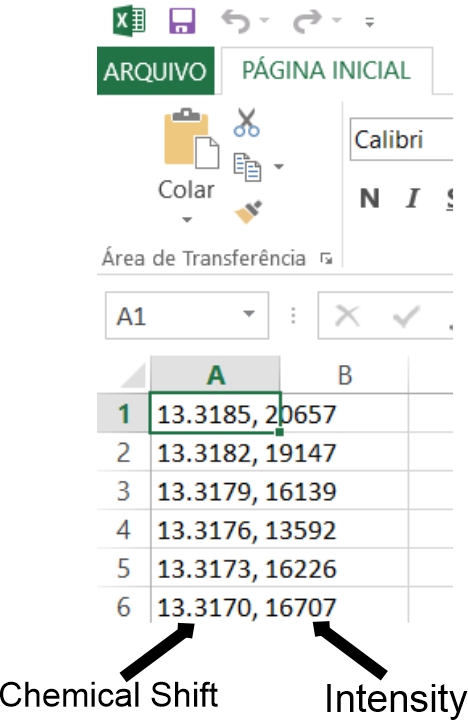 ARQUIVO PÁGINA INICIAL
Colar
Calibri
N I S
Área de Transferência
A1
A B
1 13.3185, 20657
2 13.3182, 19147
3 13.3179, 16139
4 13.3176, 13592
5 13.3173, 16226
6 13.3170, 16707
Chemical Shift Intensity